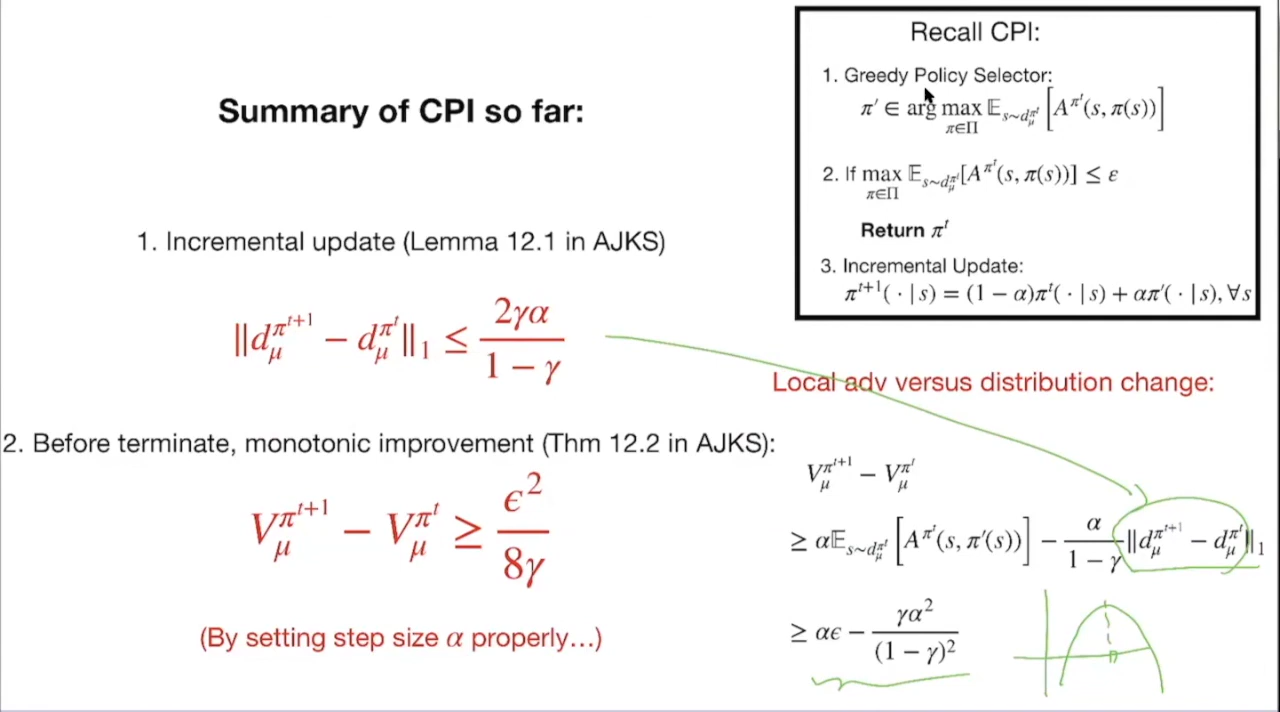 Summary of CPI so far:
1. Incremental update (Lemma 12.1 in AJKS)
‖d_μ^{π^{t+1}} − d_μ^{π^t}‖_1 ≤ 2γα / (1 − γ)
2. Before terminate, monotonic improvement (Thm 12.2 in AJKS):
V_μ^{π^{t+1}} − V_μ^{π^t} ≥ ϵ^2 / 8γ
(By setting step size α properly…)
Recall CPI:
1. Greedy Policy Selector:
π′ ∈ arg max_{π∈Π} 𝔼_{s∼d_μ^{π^t}} [A^{π^t}(s, π(s))]
2. If max_{π∈Π} 𝔼_{s∼d_μ^{π^t}}[A^{π^t}(s, π(s))] ≤ ε
Return π^t
3. Incremental Update:
π^{t+1}( · | s) = (1 − α)π^t( · | s) + απ′( · | s), ∀s
Local adv versus distribution change:
V_μ^{π^{t+1}} − V_μ^{π^t}
≥ α𝔼_{s∼d_μ^{π^t}} [A^{π^t}(s, π′(s))] − α / (1 − γ) ‖d_μ^{π^{t+1}} − d_μ^{π^t}‖_1
≥ αϵ − γα^2 / (1 − γ)^2